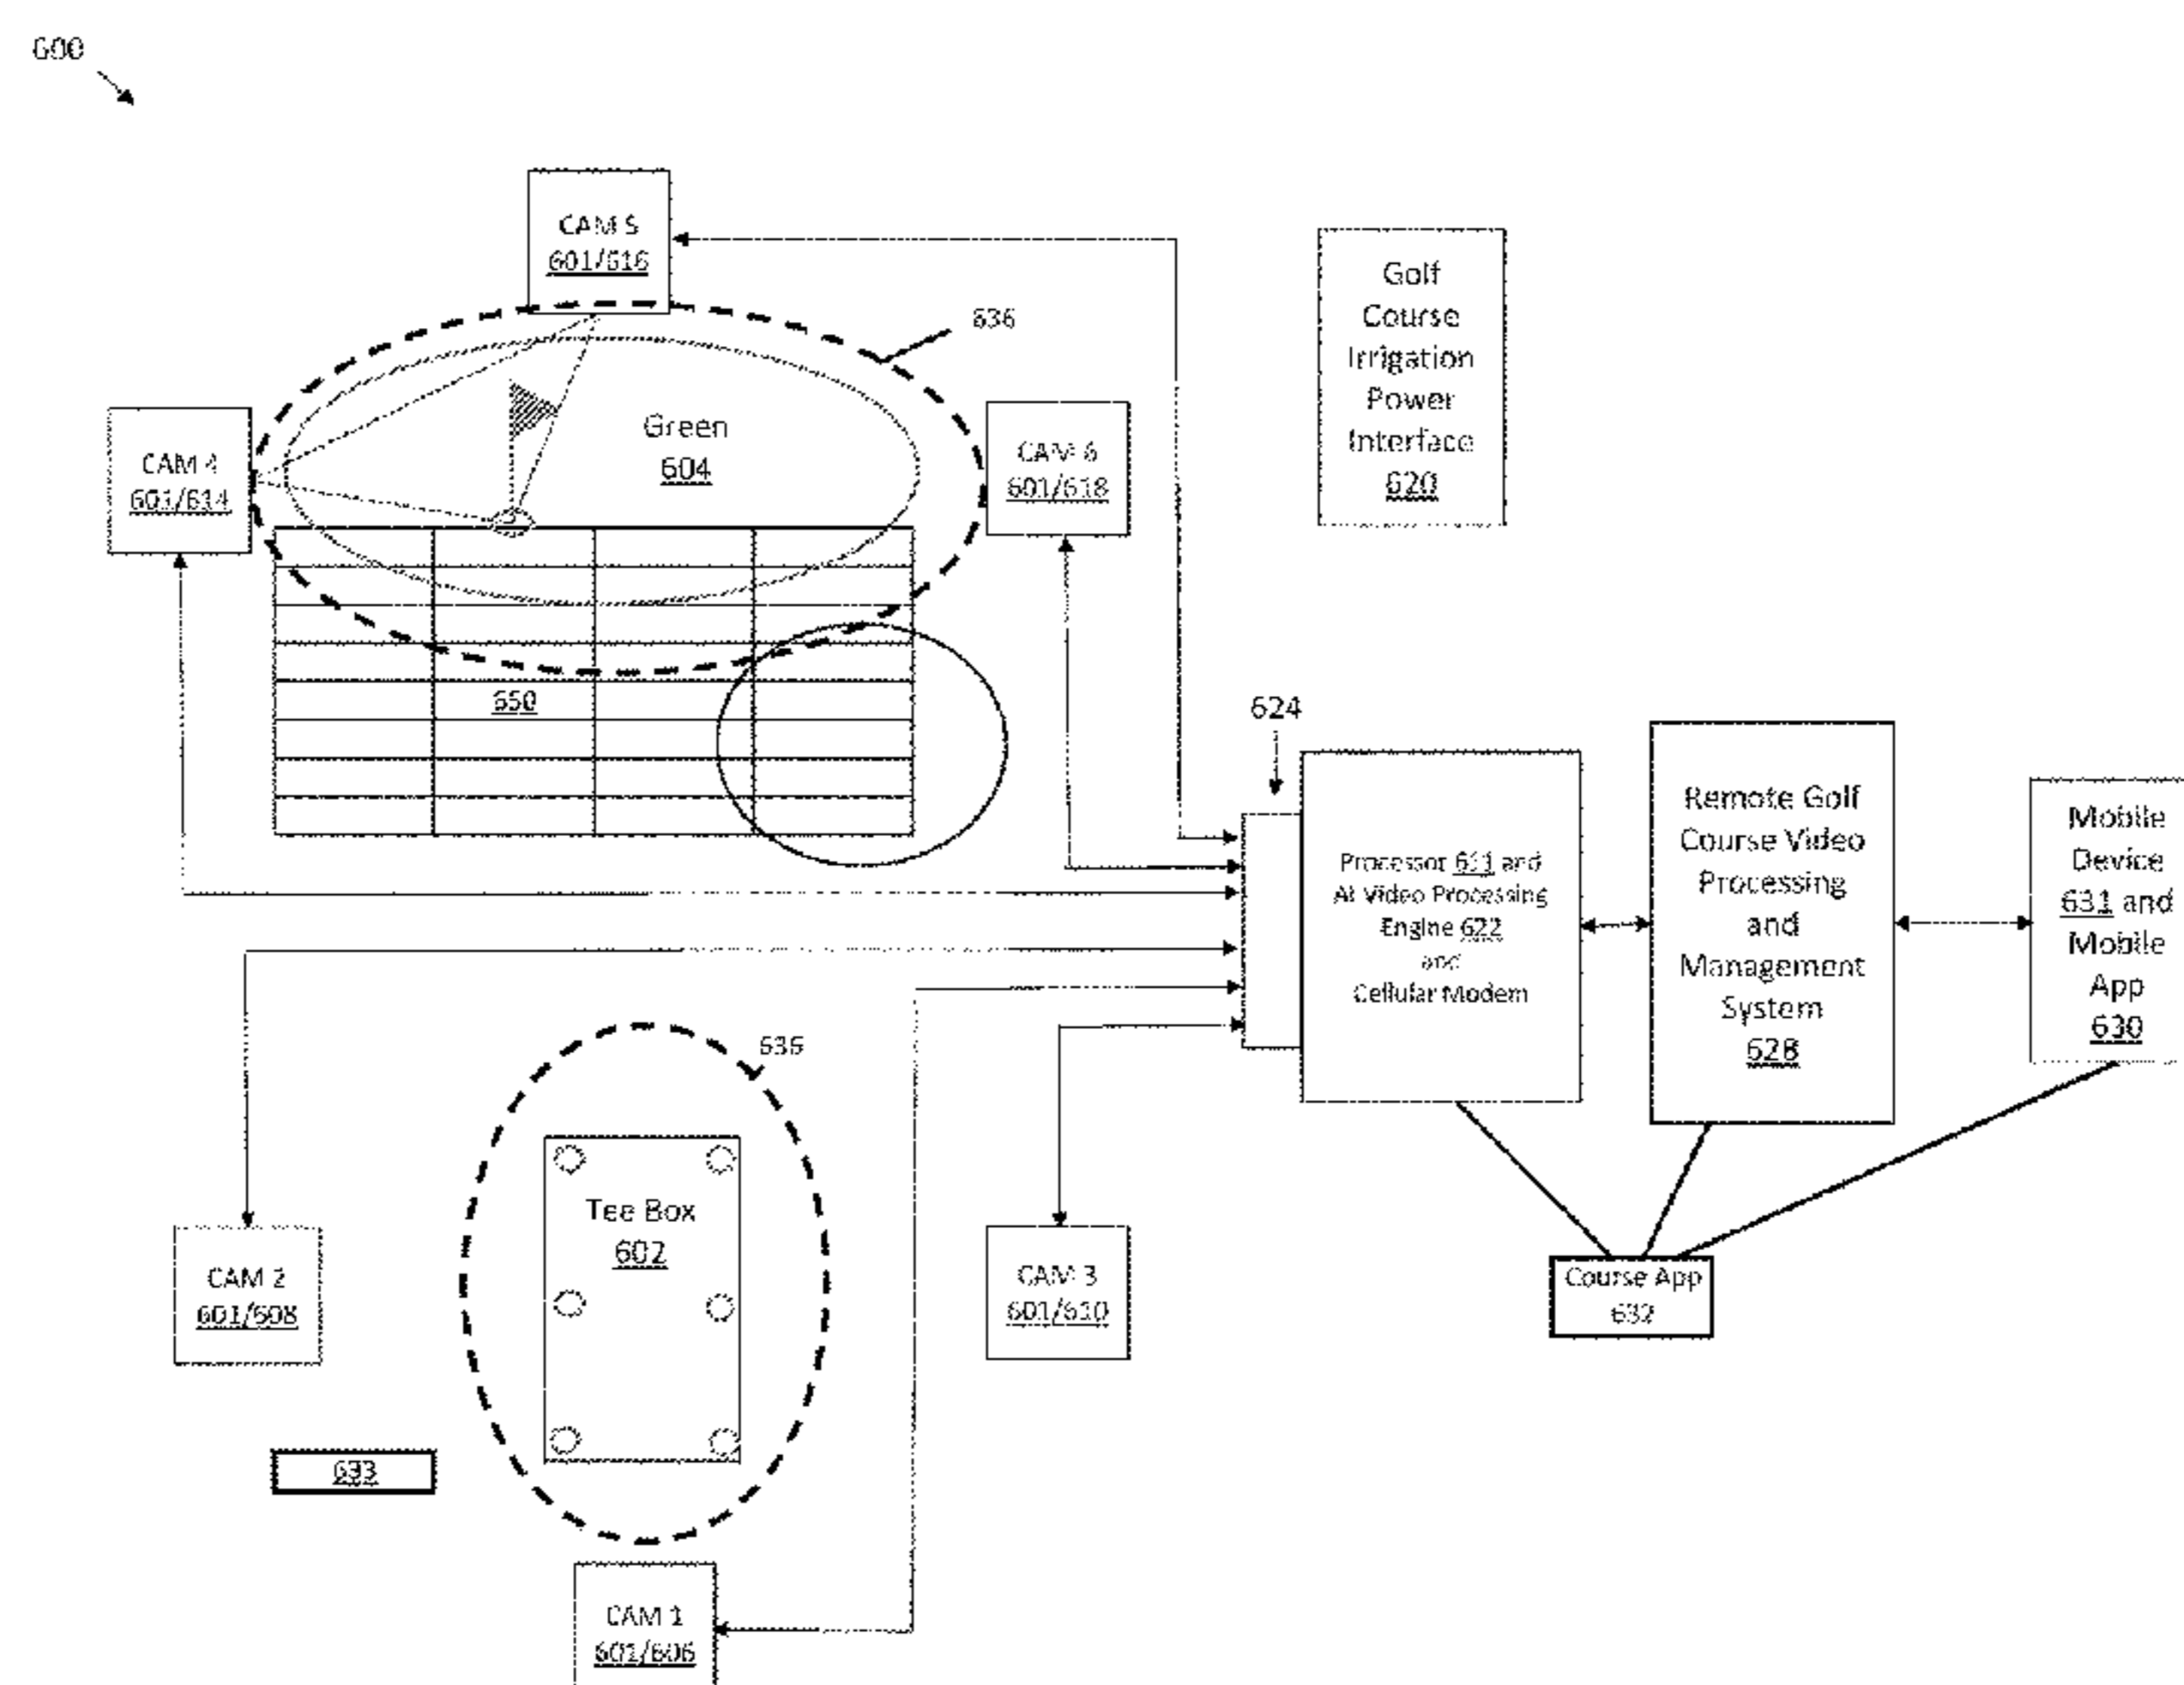 600
CAM 5
601/616
636
Golf
Course
Irrigation
Power
Interface
620
Green
604
CAM 4
601/614
CAM 6
601/618
650
624
Processor 611 and
AI Video Processing
Engine 622
and
Cellular Modem
Remote Golf
Course Video
Processing
and
Management
System
628
Mobile
Device
631 and
Mobile
App
630
636
Tee Box
602
CAM 2
601/608
CAM 3
601/610
Course App
632
633
CAM 1
601/606